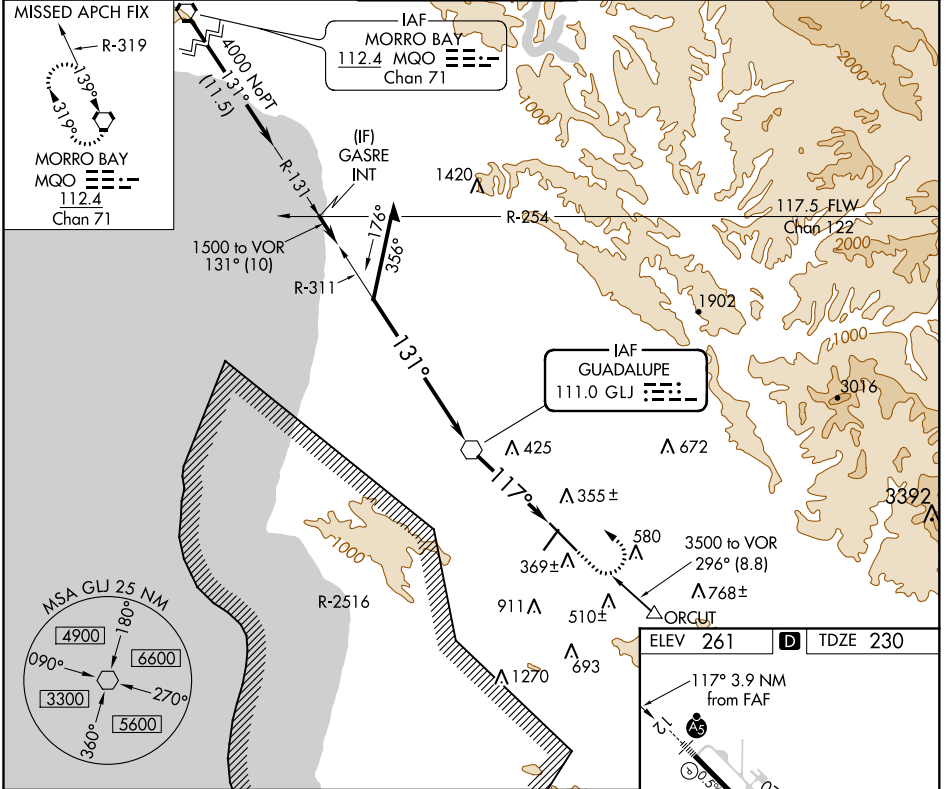 MISSED APCH FIX
R-319
139°
319°
MORRO BAY
MQO
112.4
Chan 71
IAF
MORRO BAY
112.4 MQO
Chan 71
4000 NoPT
131°
(11.5)
R-131
(IF)
GASRE
INT
1500 to VOR
131° (10)
R-311
176°
356°
131°
1420
R-254
117.5 FLW
Chan 122
1000
2000
2000
1902
1000
3016
IAF
GUADALUPE
111.0 GLJ
425
672
117°
355 ±
3392
369±
580
3500 to VOR
296° (8.8)
911
510±
768±
ORCUT
693
1270
1000
R-2516
MSA GLJ 25 NM
4900
180°
6600
090°
3300
270°
5600
360°
ELEV 261
D
TDZE 230
117° 3.9 NM
from FAF
12
A5
P